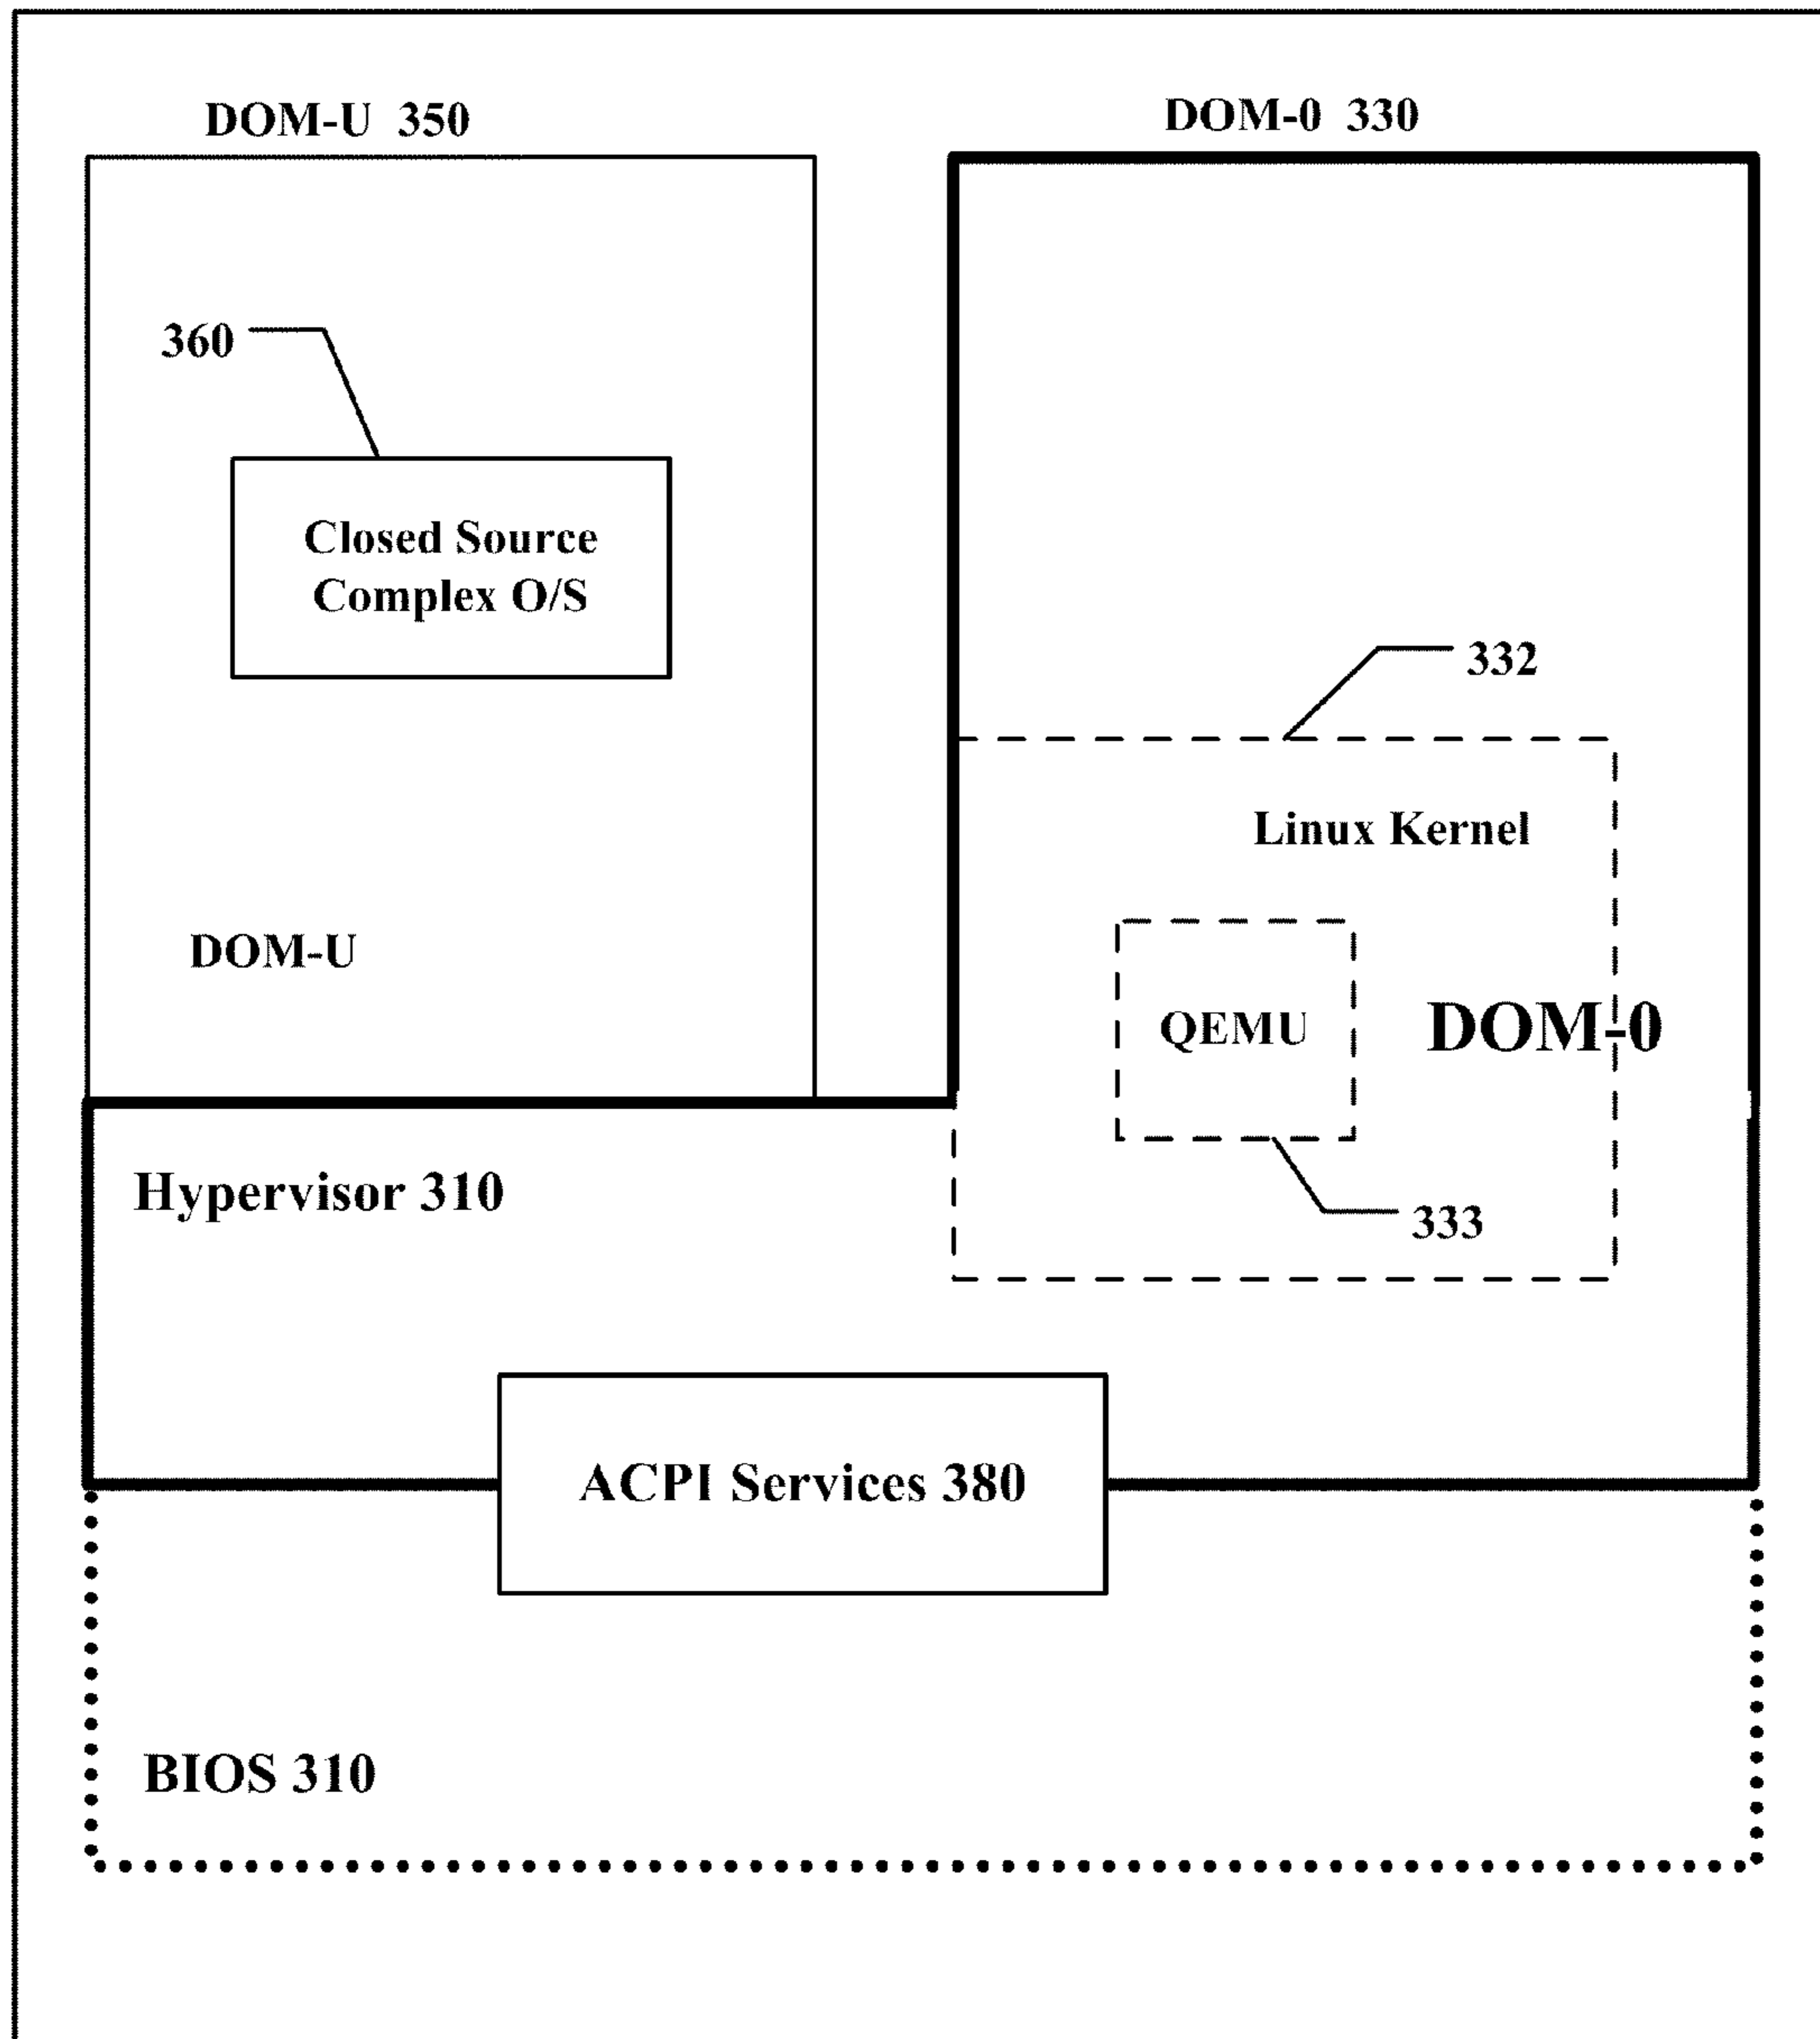 DOM-U 350
DOM-0 330
360
Closed Source
Complex O/S
332
Linux Kernel
DOM-U
QEMU
DOM-0
Hypervisor 310
333
ACPI Services 380
BIOS 310